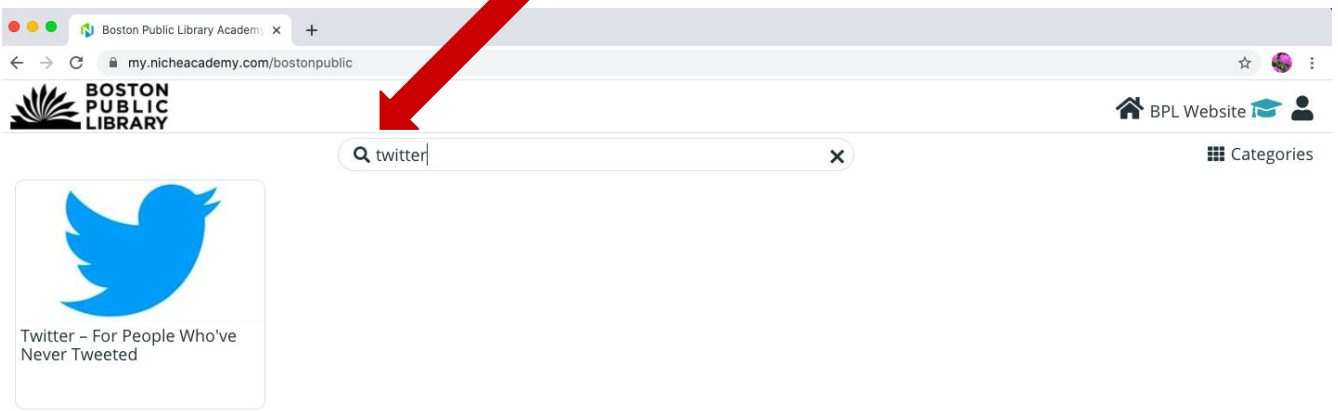 Boston Public Library Academ
my.nicheacademy.com/bostonpublic
BOSTON
PUBLIC
LIBRARY
BPL Website
twitter
Categories
Twitter – For People Who've
Never Tweeted